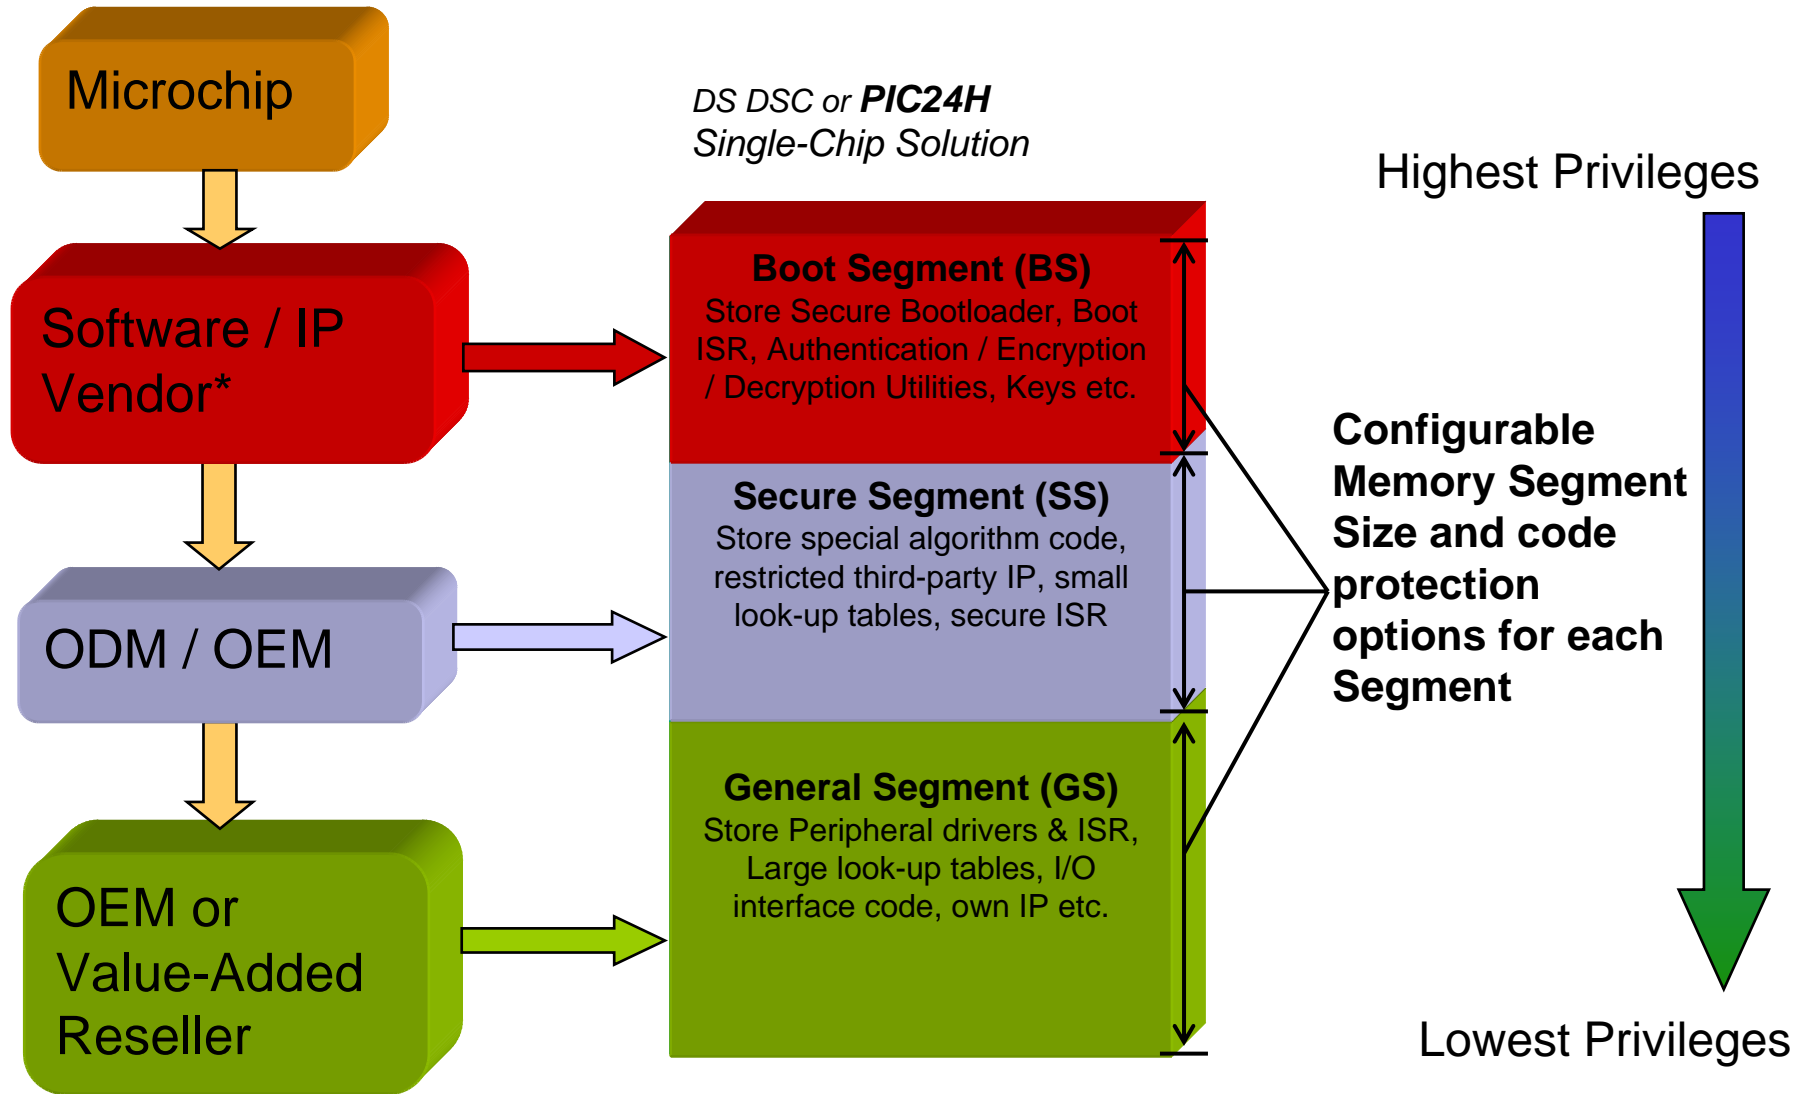 Microchip
Software / IP
Vendor*
ODM / OEM
OEM or
Value-Added
Reseller
DS DSC or PIC24H
Single-Chip Solution
Boot Segment (BS)
Store Secure Bootloader, Boot
ISR, Authentication / Encryption
/ Decryption Utilities, Keys etc.
Secure Segment (SS)
Store special algorithm code,
restricted third-party IP, small
look-up tables, secure ISR
General Segment (GS)
Store Peripheral drivers & ISR,
Large look-up tables, I/O
interface code, own IP etc.
Configurable
Memory Segment
Size and code
protection
options for each
Segment
Highest Privileges
Lowest Privileges